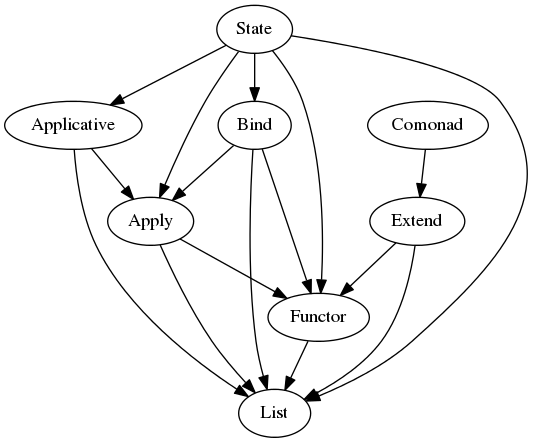 State
Applicative
Bind
Comonad
Apply
Extend
Functor
List